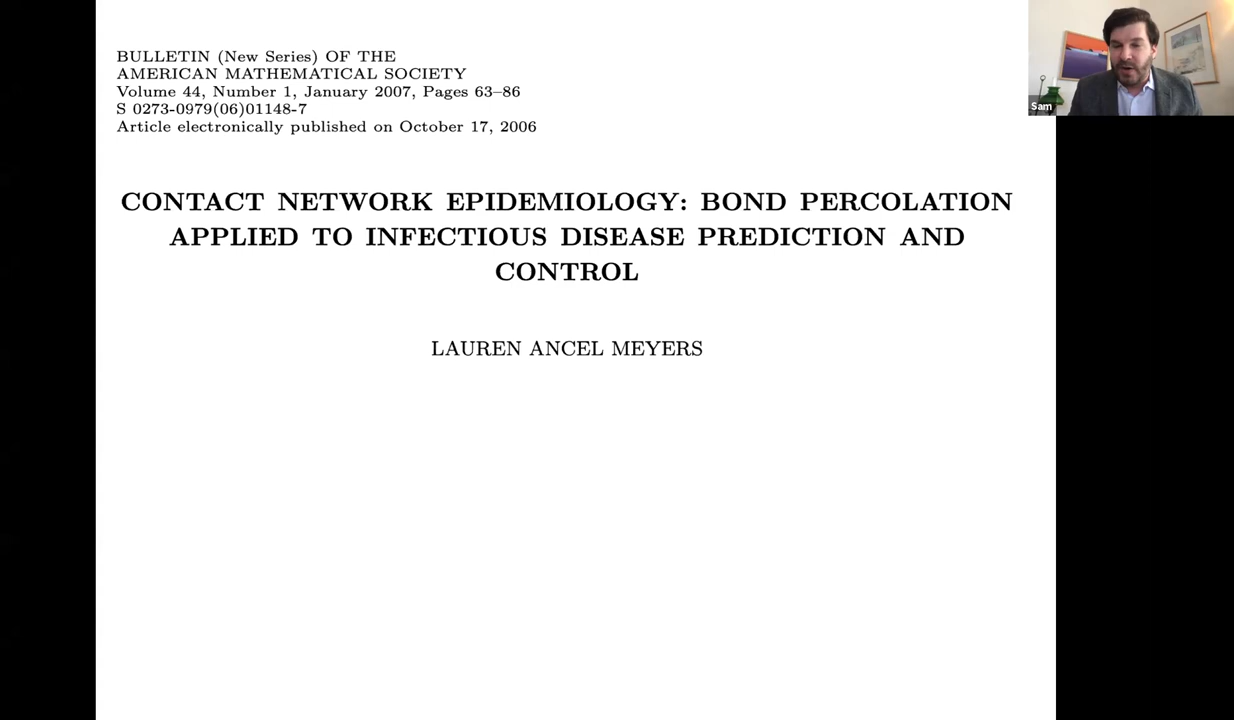 BULLETIN (New Series) OF THE
AMERICAN MATHEMATICAL SOCIETY
Volume 44, Number 1, January 2007, Pages 63–86
S 0273-0979(06)01148-7
Article electronically published on October 17, 2006
Sam
CONTACT NETWORK EPIDEMIOLOGY: BOND PERCOLATION
APPLIED TO INFECTIOUS DISEASE PREDICTION AND
CONTROL
LAUREN ANCEL MEYERS